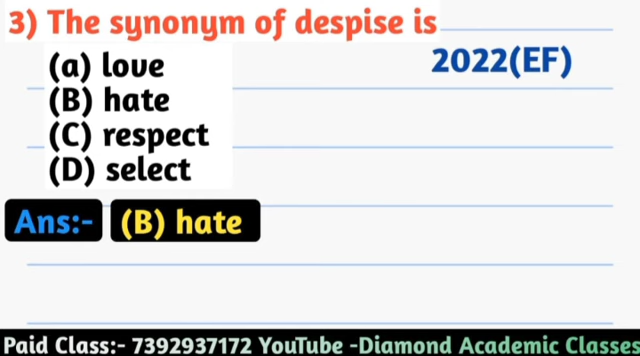 3) The synonym of despise is
2022(EF)
(a) love
(B) hate
(C) respect
(D) select
Ans:- (B) hate
Paid Class:- 7392937172 YouTube -Diamond Academic Classes